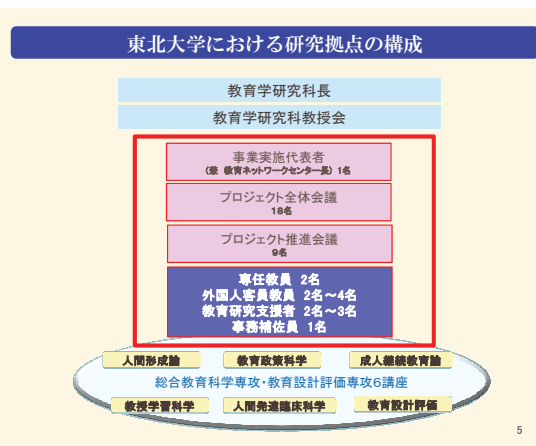 東北大学における研究拠点の構成
教育学研究科長
教育学研究科教授会
事業実施代表者
(兼 教育ネットワークセンター長) 1名
プロジェクト全体会議
18名
プロジェクト推進会議
9名
専任教員 2名
外国人客員教員 2名～4名
教育研究支援者 2名～3名
事務補佐員 1名
人間形成論 教育政策科学 成人継続教育論
総合教育科学専攻・教育設計評価専攻6講座
教授学習科学 人間発達臨床科学 教育設計評価
5